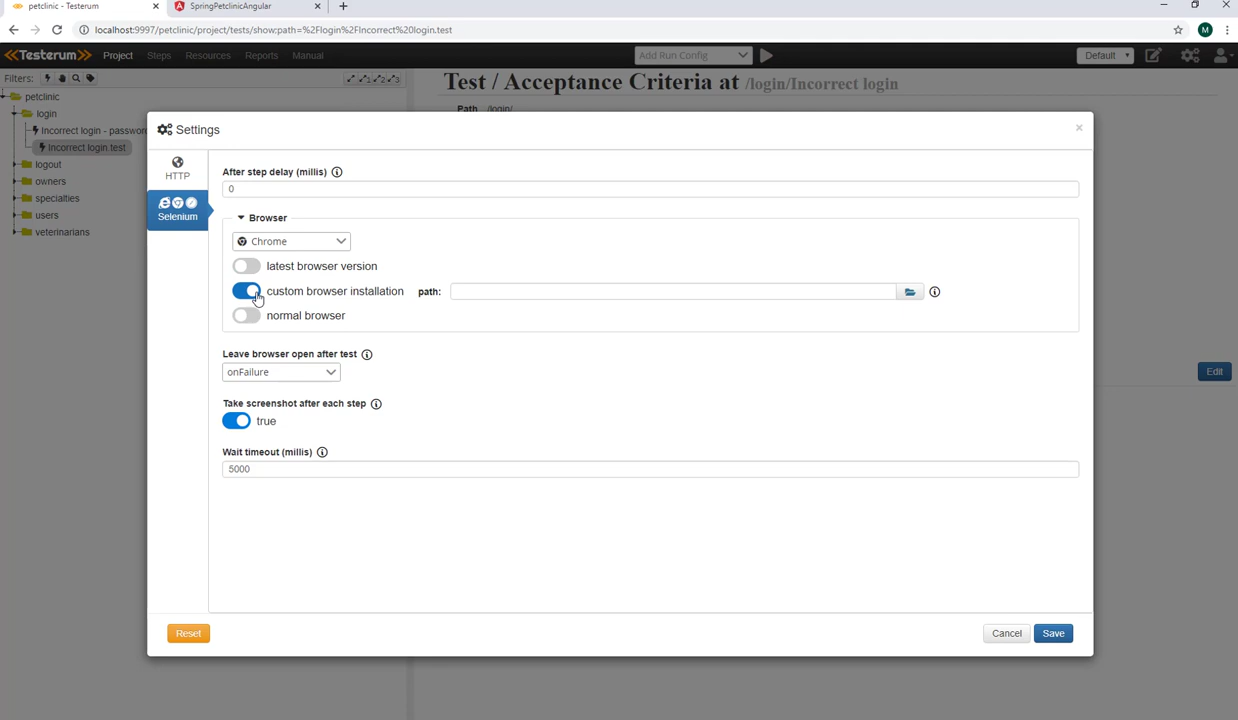 petclinic - Testerum
SpringPetclinicAngular
localhost:9997/petclinic/project/tests/show;path=%2Flogin%2FIncorrect%20login.test
M
Testerum Project Steps Resources Reports Manual Add Run Config Default
Filters:
petclinic
login
Incorrect login - passwor
Incorrect login.test
logout
owners
specialties
users
veterinarians
Test / Acceptance Criteria at /login/Incorrect login
Path /login/
Edit
Settings
×
HTTP
Selenium
After step delay (millis)
0
Browser
Chrome
latest browser version
custom browser installation path:
normal browser
Leave browser open after test
onFailure
Take screenshot after each step
true
Wait timeout (millis)
5000
Reset Cancel Save